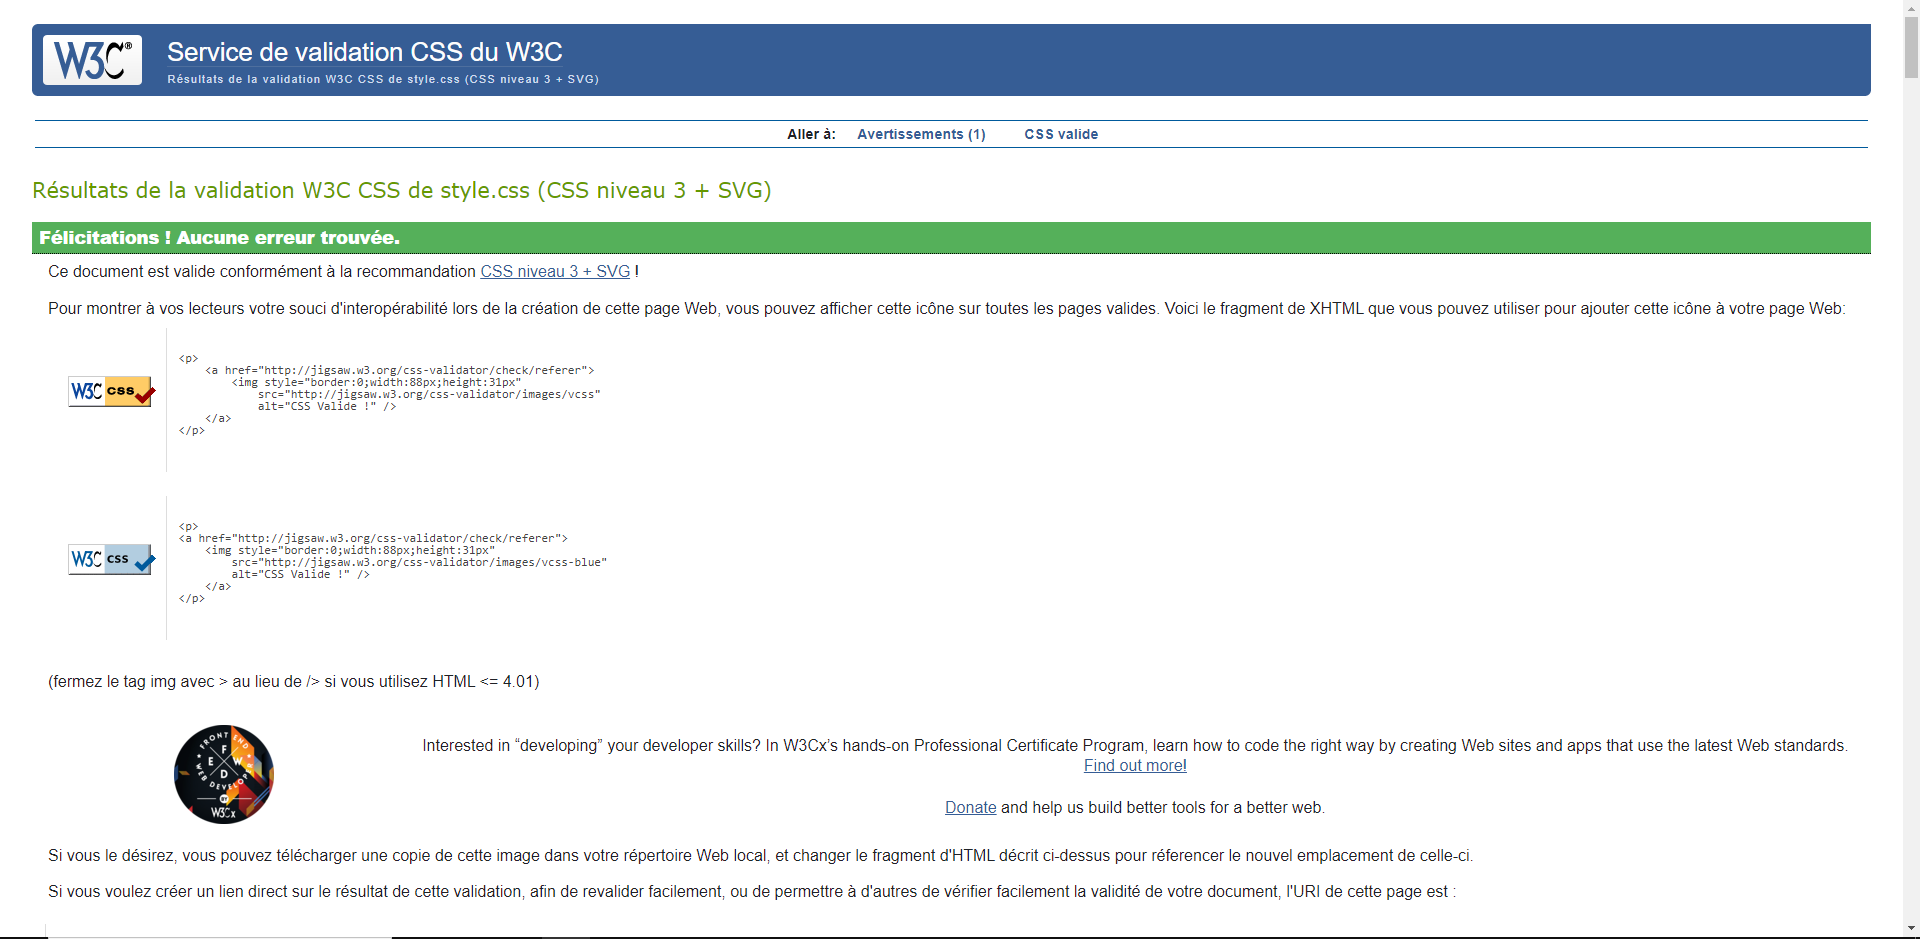 W3C®
Service de validation CSS du W3C
Résultats de la validation W3C CSS de style.css (CSS niveau 3 + SVG)
Aller à: Avertissements (1) CSS valide
Résultats de la validation W3C CSS de style.css (CSS niveau 3 + SVG)
Félicitations ! Aucune erreur trouvée.
Ce document est valide conformément à la recommandation CSS niveau 3 + SVG !
Pour montrer à vos lecteurs votre souci d'interopérabilité lors de la création de cette page Web, vous pouvez afficher cette icône sur toutes les pages valides. Voici le fragment de XHTML que vous pouvez utiliser pour ajouter cette icône à votre page Web:
W3C css
<p>
<a href="http://jigsaw.w3.org/css-validator/check/referer">
<img style="border:0;width:88px;height:31px"
src="http://jigsaw.w3.org/css-validator/images/vcss"
alt="CSS Valide !" />
</a>
</p>
W3C css
<p>
<a href="http://jigsaw.w3.org/css-validator/check/referer">
<img style="border:0;width:88px;height:31px"
src="http://jigsaw.w3.org/css-validator/images/vcss-blue"
alt="CSS Valide !" />
</a>
</p>
(fermez le tag img avec > au lieu de /> si vous utilisez HTML <= 4.01)
FRONT END
F
E W
D
WEB DEVELOPER
W3Cx
Interested in “developing” your developer skills? In W3Cx’s hands-on Professional Certificate Program, learn how to code the right way by creating Web sites and apps that use the latest Web standards.
Find out more!
Donate and help us build better tools for a better web.
Si vous le désirez, vous pouvez télécharger une copie de cette image dans votre répertoire Web local, et changer le fragment d'HTML décrit ci-dessus pour réferencer le nouvel emplacement de celle-ci.
Si vous voulez créer un lien direct sur le résultat de cette validation, afin de revalider facilement, ou de permettre à d'autres de vérifier facilement la validité de votre document, l'URI de cette page est :